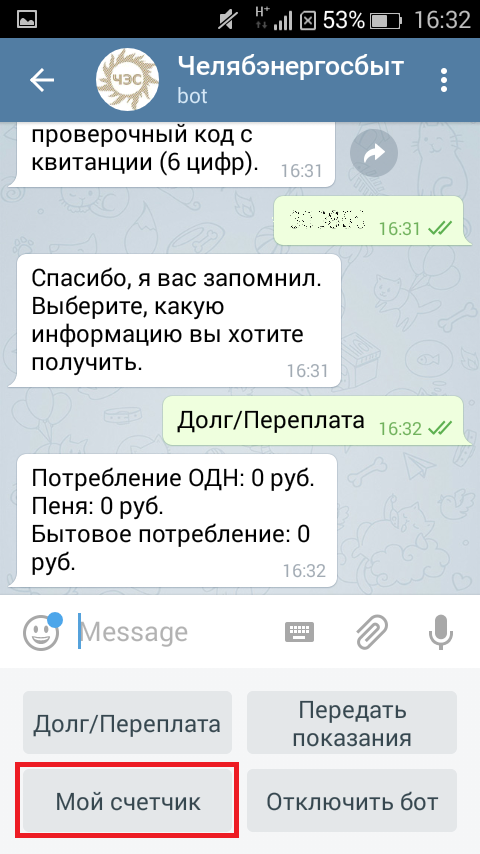 H+
53%
16:32
ЧЭС
Челябэнергосбыт
bot
проверочный код с
квитанции (6 цифр).
16:31
16:31
Спасибо, я вас запомнил.
Выберите, какую
информацию вы хотите
получить.
16:31
Долг/Переплата
16:32
Потребление ОДН: 0 руб.
Пеня: 0 руб.
Бытовое потребление: 0
руб.
16:32
Message
Долг/Переплата
Передать
показания
Мой счетчик
Отключить бот